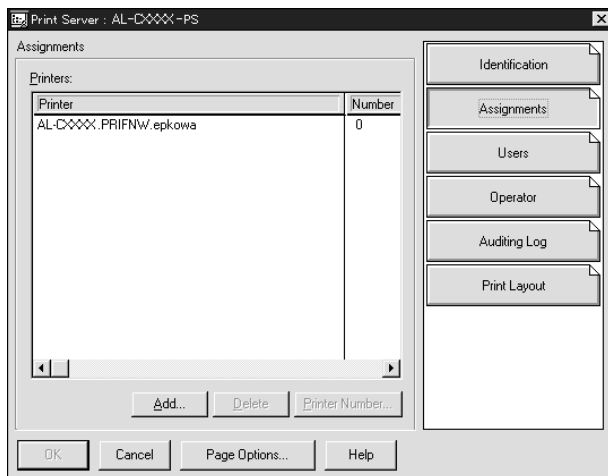 Print Server : AL-CXXXX-PS
Assignments
Printers:
Printer Number
AL-CXXXX.PRIFNW.epkowa 0
Add... Delete Printer Number...
OK Cancel Page Options... Help
Identification
Assignments
Users
Operator
Auditing Log
Print Layout